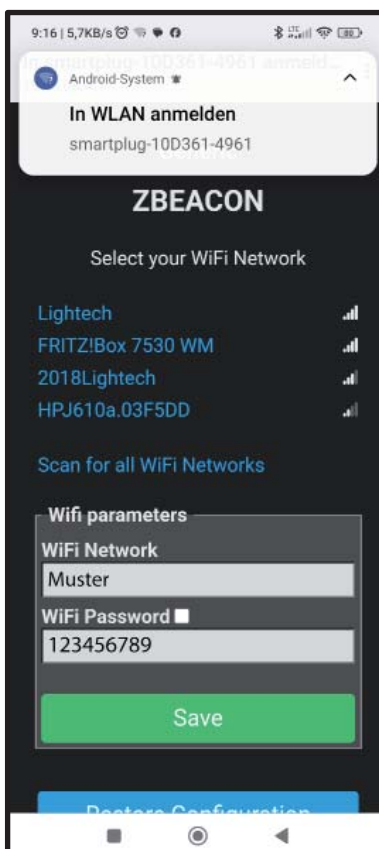 9:16 | 5,7KB/s
Android-System
In WLAN anmelden
smartplug-10D361-4961
ZBEACON
Select your WiFi Network
Lightech
FRITZ!Box 7530 WM
2018Lightech
HPJ610a.03F5DD
Scan for all WiFi Networks
Wifi parameters
WiFi Network
Muster
WiFi Password
123456789
Save
Restore Configuration